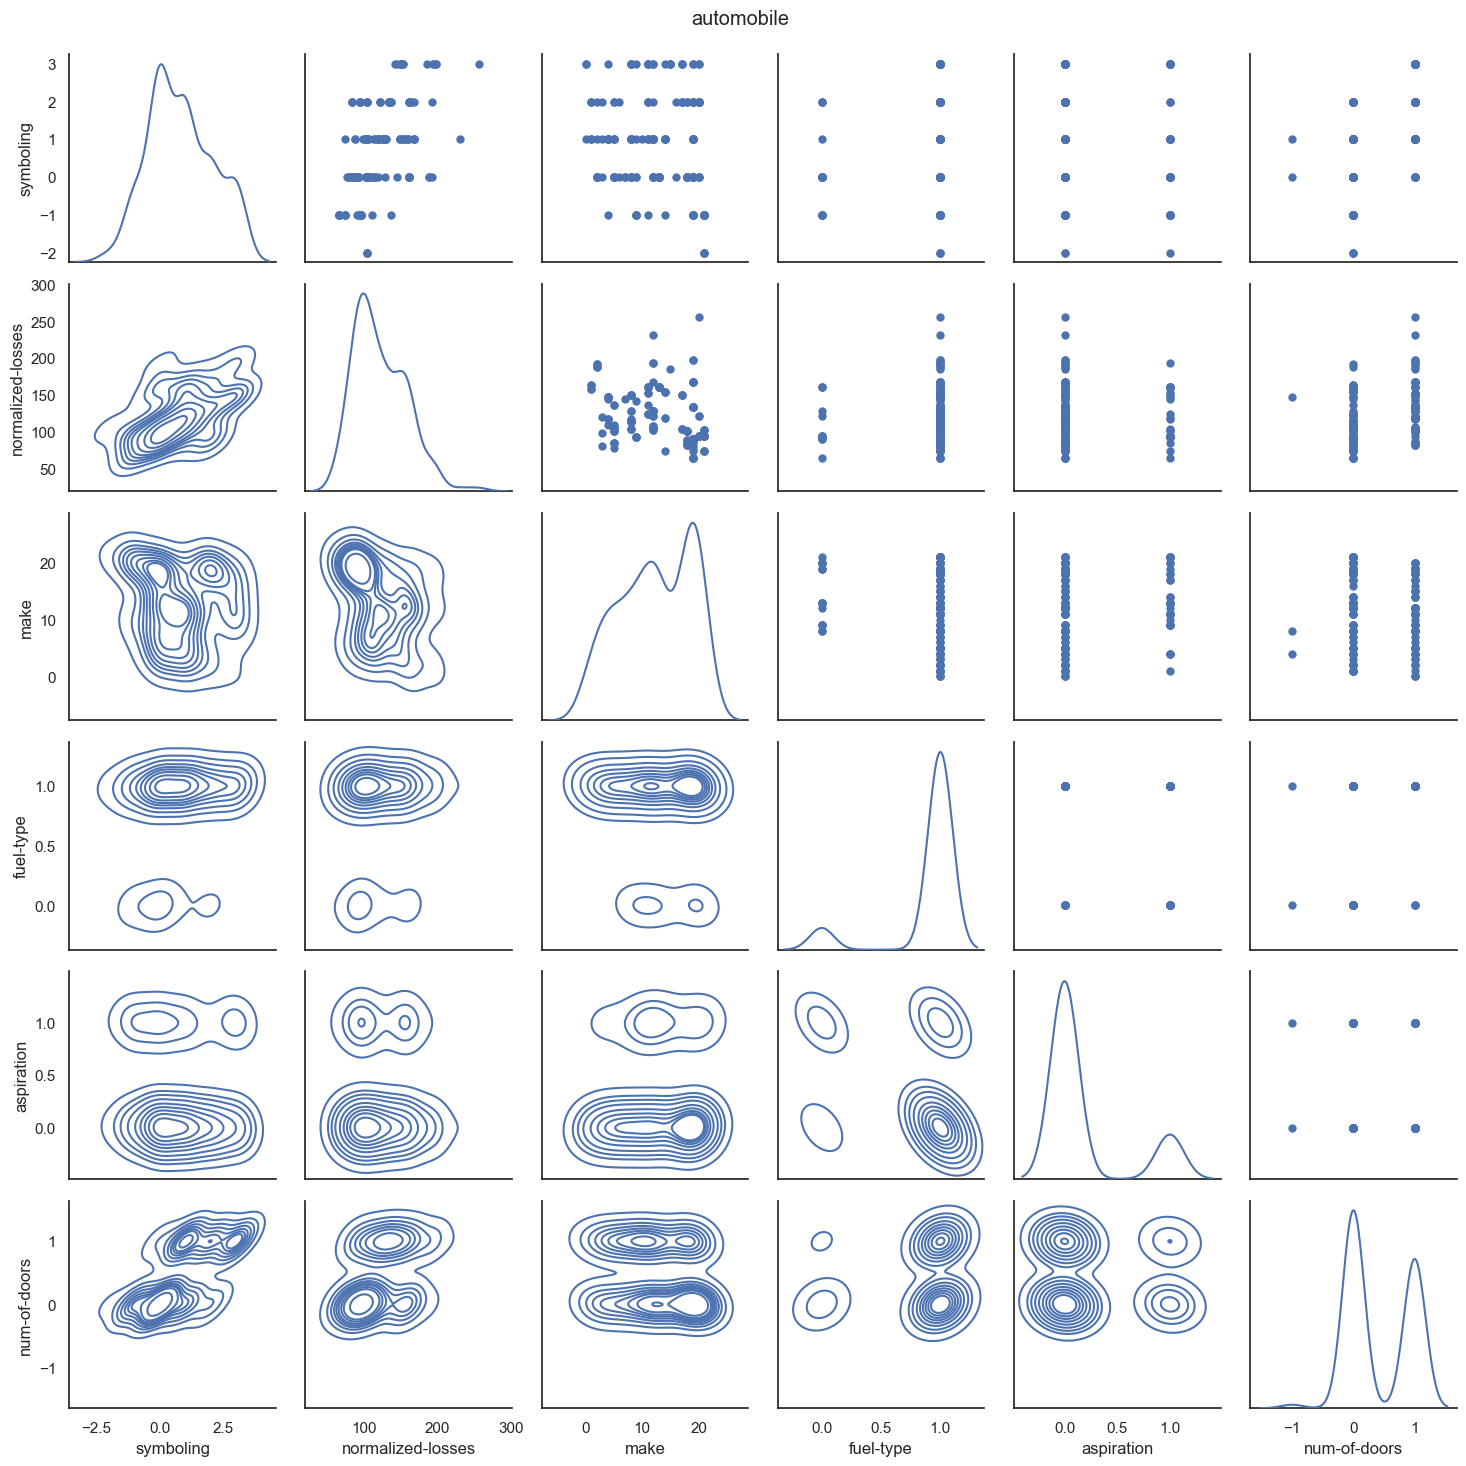 automobile
3
2
1
0
−1
−2
symboling
300
250
200
150
100
50
normalized-losses
20
10
0
make
1.0
0.5
0.0
fuel-type
1.0
0.5
0.0
aspiration
1
0
−1
num-of-doors
−2.5 0.0 2.5 100 200 300 0 10 20 0.0 0.5 1.0 0.0 0.5 1.0 −1 0 1
symboling normalized-losses make fuel-type aspiration num-of-doors